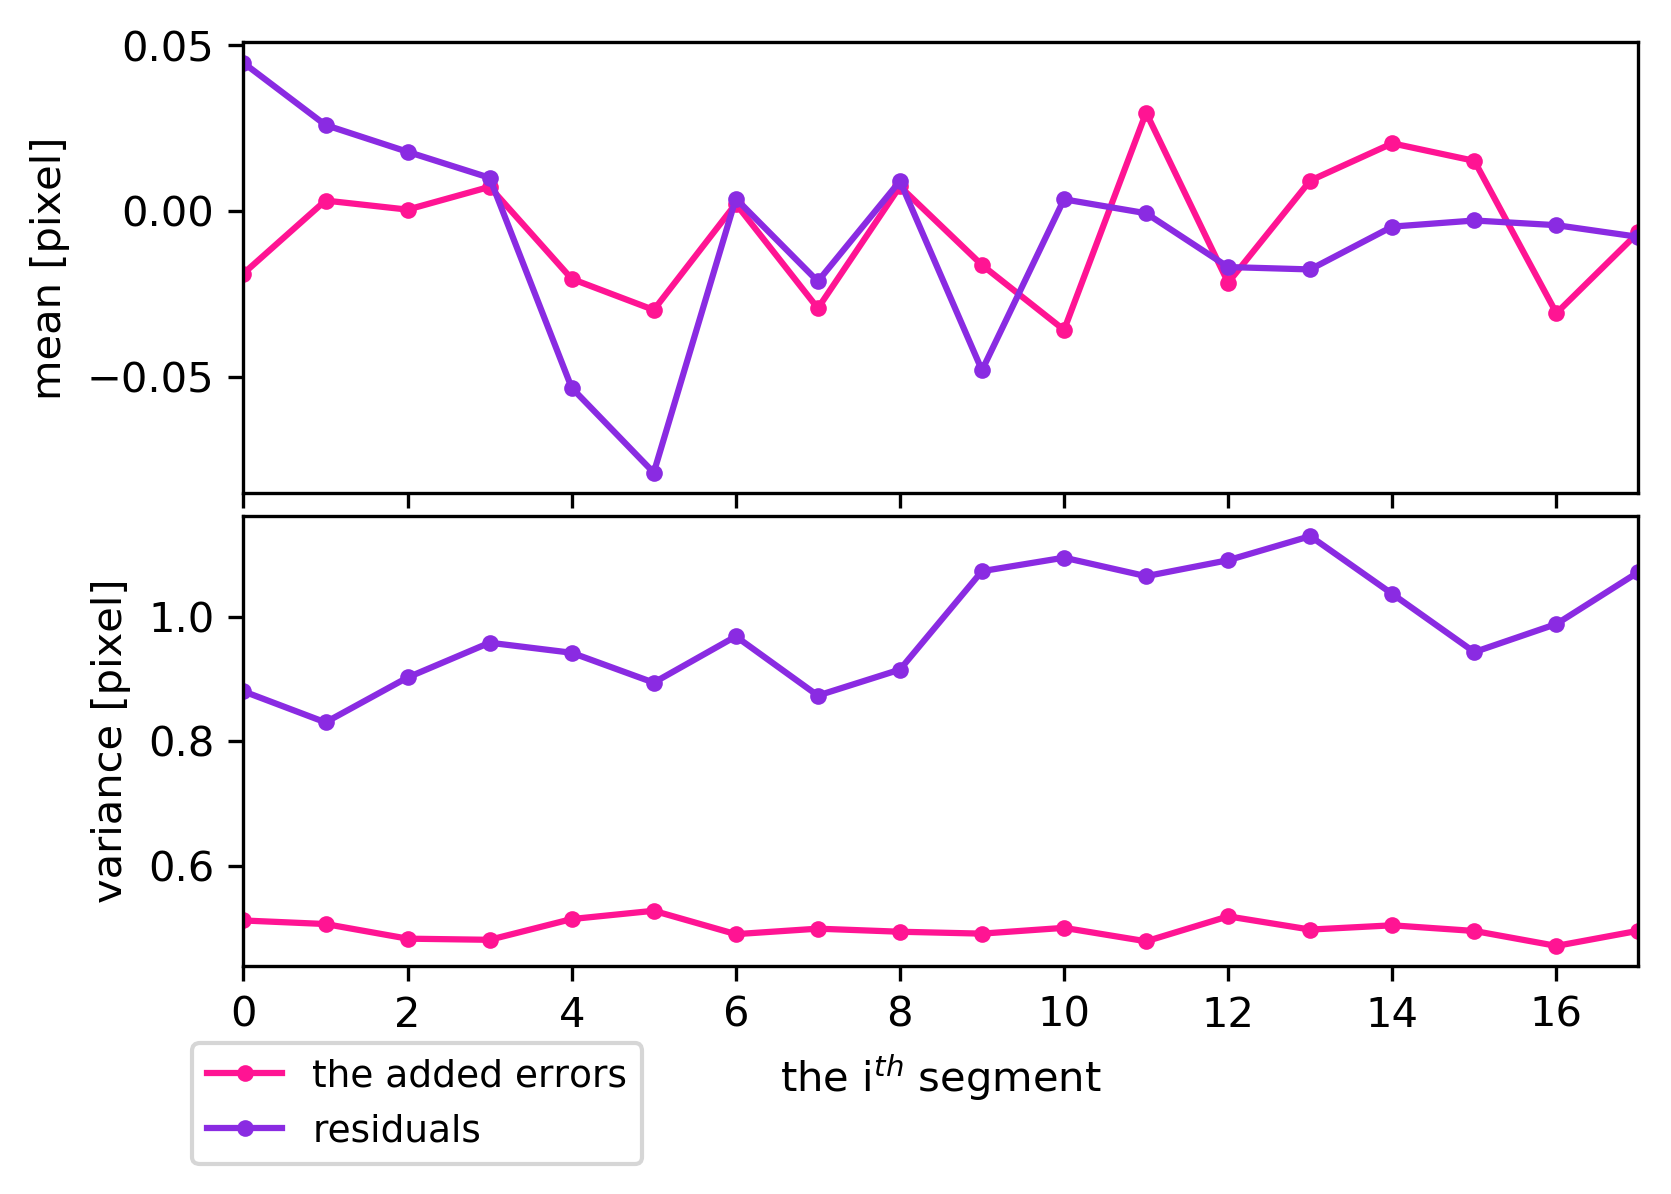 0.05
0.00
−0.05
mean [pixel]
1.0
0.8
0.6
variance [pixel]
0 2 4 6 8 10 12 14 16
the i^th segment
the added errors
residuals